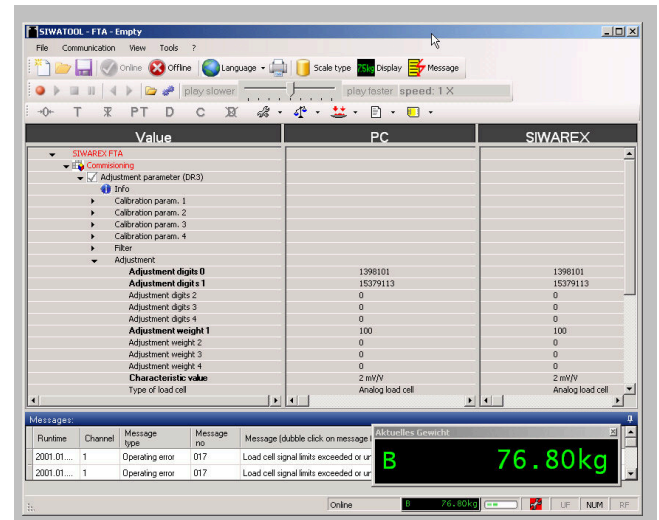 SIWATOOL - FTA - Empty
File Communication View Tools ?
Online Offline Language Scale type 75kg Display Message
play slower play faster speed: 1 X
→0← T PT D C
Value PC SIWAREX
SIWAREX FTA
Commisioning
Adjustment parameter (DR3)
Info
Calibration param. 1
Calibration param. 2
Calibration param. 3
Calibration param. 4
Filter
Adjustment
Adjustment digits 0 1398101 1398101
Adjustment digits 1 15379113 15379113
Adjustment digits 2 0 0
Adjustment digits 3 0 0
Adjustment digits 4 0 0
Adjustment weight 1 100 100
Adjustment weight 2 0 0
Adjustment weight 3 0 0
Adjustment weight 4 0 0
Characteristic value 2 mV/V 2 mV/V
Type of load cell Analog load cell Analog load cell
Messages:
Runtime Channel Message type Message no Message (dubble click on message l
2001.01.... 1 Operating error 017 Load cell signal limits exceeded or ur
2001.01.... 1 Operating error 017 Load cell signal limits exceeded or ur
Aktuelles Gewicht
B 76.80kg
Online B 76.80kg UF NUM RF